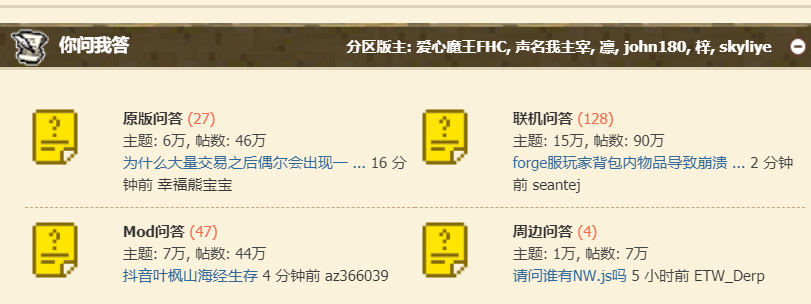 你问我答
分区版主: 爱心魔王FHC, 声名我主宰, 凛, john180, 梓, skyliye
原版问答 (27)
主题: 6万, 帖数: 46万
为什么大量交易之后偶尔会出现一 ... 16 分
钟前 幸福熊宝宝
联机问答 (128)
主题: 15万, 帖数: 90万
forge服玩家背包内物品导致崩溃 ... 2 分钟
前 seantej
Mod问答 (47)
主题: 7万, 帖数: 44万
抖音叶枫山海经生存 4 分钟前 az366039
周边问答 (4)
主题: 1万, 帖数: 7万
请问谁有NW.js吗 5 小时前 ETW_Derp